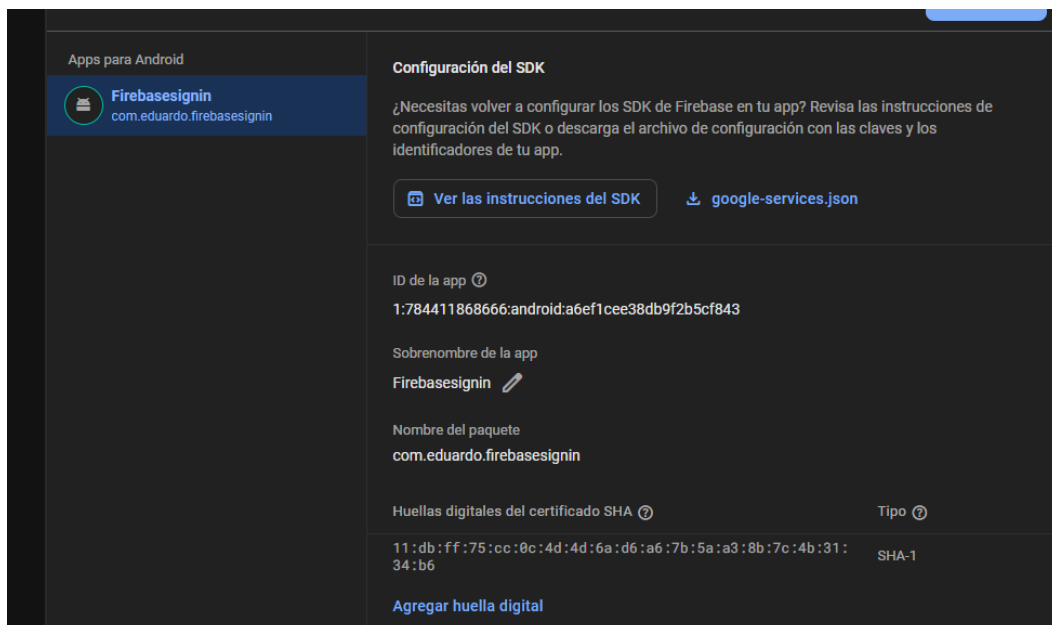 Apps para Android
Firebasesignin
com.eduardo.firebasesignin
Configuración del SDK
¿Necesitas volver a configurar los SDK de Firebase en tu app? Revisa las instrucciones de
configuración del SDK o descarga el archivo de configuración con las claves y los
identificadores de tu app.
Ver las instrucciones del SDK
google-services.json
ID de la app
1:784411868666:android:a6ef1cee38db9f2b5cf843
Sobrenombre de la app
Firebasesignin
Nombre del paquete
com.eduardo.firebasesignin
Huellas digitales del certificado SHA
Tipo
11:db:ff:75:cc:0c:4d:4d:6a:d6:a6:7b:5a:a3:8b:7c:4b:31:
34:b6
SHA-1
Agregar huella digital